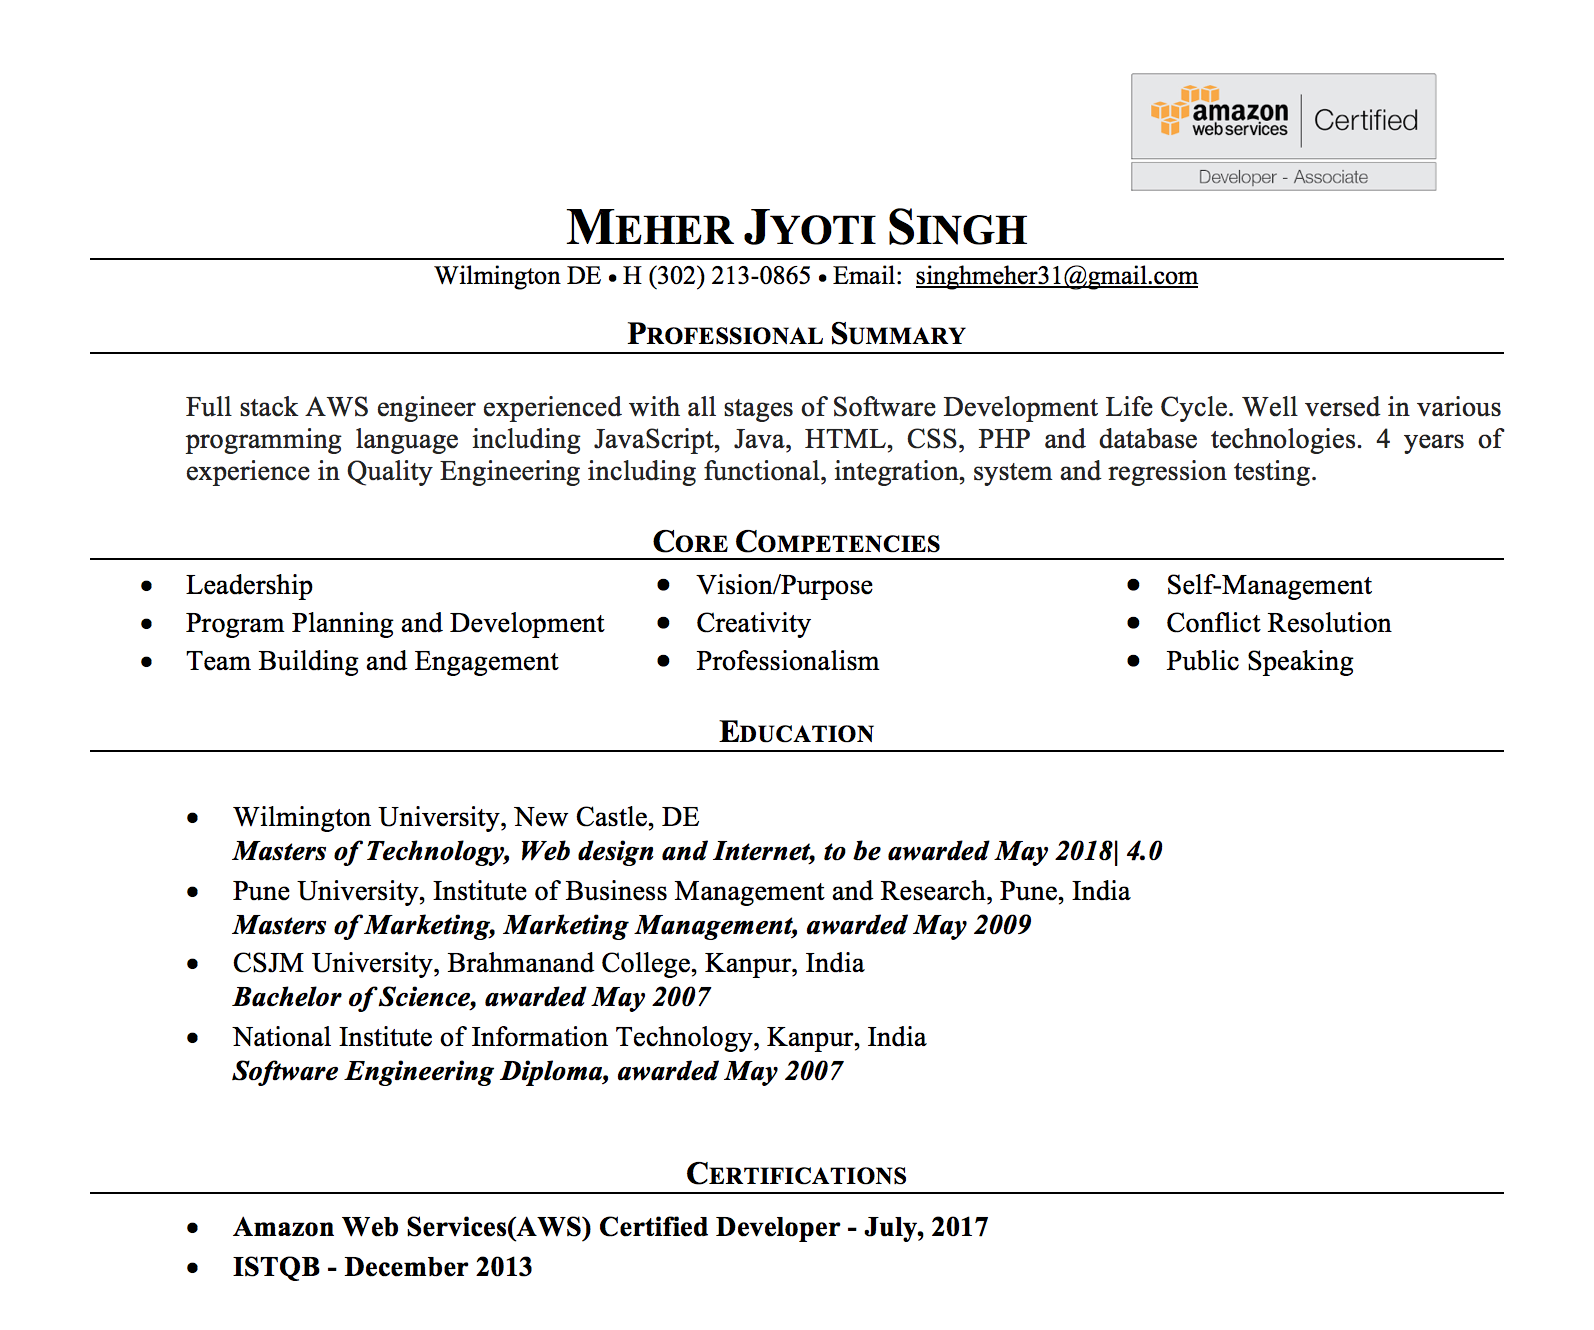 amazon
web services
Certified
Developer - Associate
MEHER JYOTI SINGH
Wilmington DE • H (302) 213-0865 • Email: singhmeher31@gmail.com
PROFESSIONAL SUMMARY
Full stack AWS engineer experienced with all stages of Software Development Life Cycle. Well versed in various
programming language including JavaScript, Java, HTML, CSS, PHP and database technologies. 4 years of
experience in Quality Engineering including functional, integration, system and regression testing.
CORE COMPETENCIES
• Leadership • Vision/Purpose • Self-Management
• Program Planning and Development • Creativity • Conflict Resolution
• Team Building and Engagement • Professionalism • Public Speaking
EDUCATION
• Wilmington University, New Castle, DE
Masters of Technology, Web design and Internet, to be awarded May 2018| 4.0
• Pune University, Institute of Business Management and Research, Pune, India
Masters of Marketing, Marketing Management, awarded May 2009
• CSJM University, Brahmanand College, Kanpur, India
Bachelor of Science, awarded May 2007
• National Institute of Information Technology, Kanpur, India
Software Engineering Diploma, awarded May 2007
CERTIFICATIONS
• Amazon Web Services(AWS) Certified Developer - July, 2017
• ISTQB - December 2013